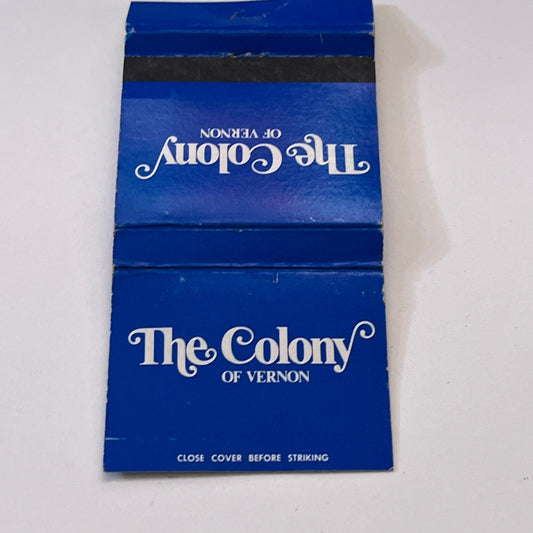 The Colony
OF VERNON
The Colony
OF VERNON
CLOSE COVER BEFORE STRIKING